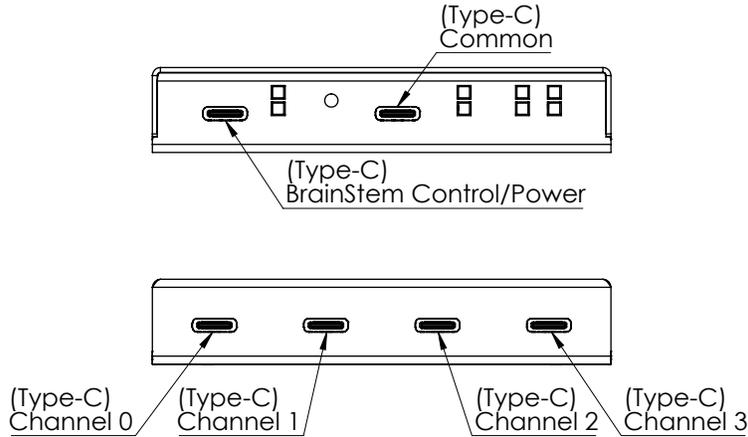 (Type-C)
Common
(Type-C)
BrainStem Control/Power
(Type-C)
Channel 0
(Type-C)
Channel 1
(Type-C)
Channel 2
(Type-C)
Channel 3